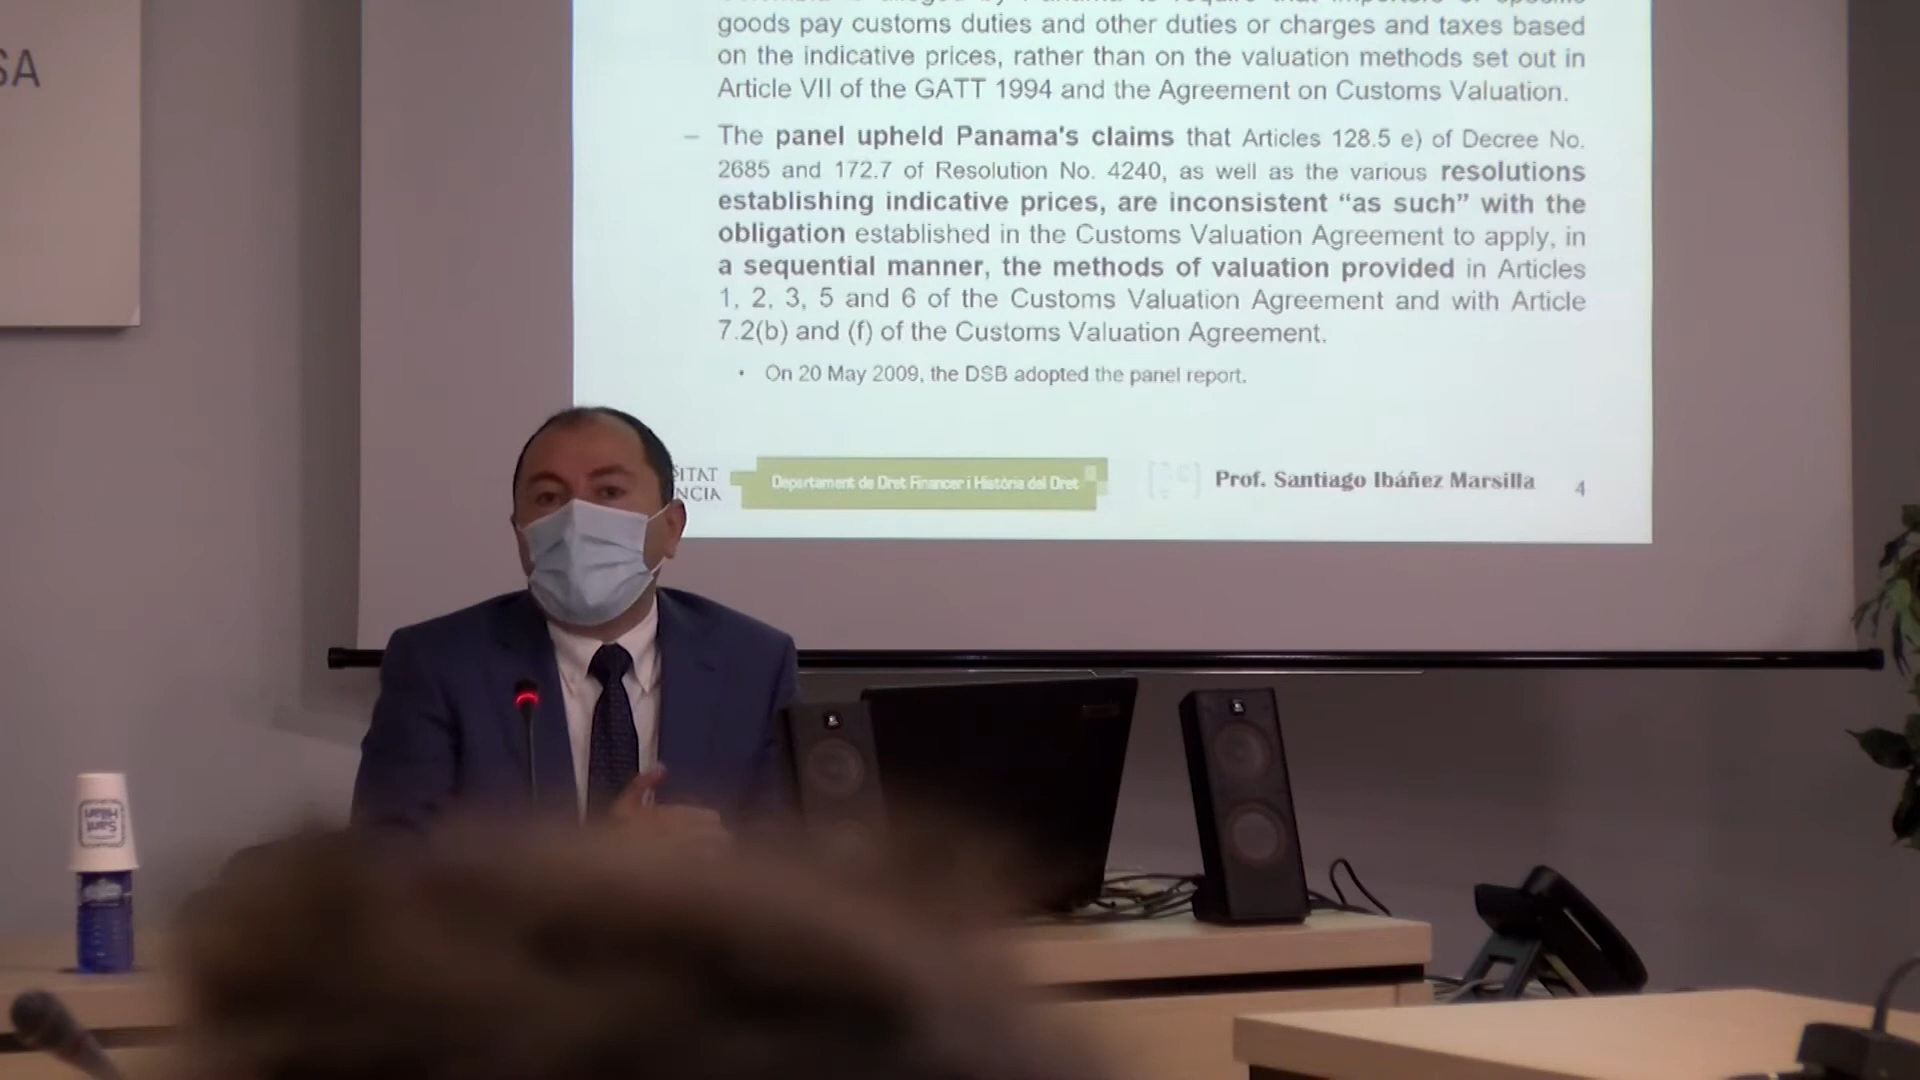 SA
goods pay customs duties and other duties or charges and taxes based
on the indicative prices, rather than on the valuation methods set out in
Article VII of the GATT 1994 and the Agreement on Customs Valuation.
– The panel upheld Panama's claims that Articles 128.5 e) of Decree No.
2685 and 172.7 of Resolution No. 4240, as well as the various resolutions
establishing indicative prices, are inconsistent “as such” with the
obligation established in the Customs Valuation Agreement to apply, in
a sequential manner, the methods of valuation provided in Articles
1, 2, 3, 5 and 6 of the Customs Valuation Agreement and with Article
7.2(b) and (f) of the Customs Valuation Agreement.
• On 20 May 2009, the DSB adopted the panel report.
SITAT
NCIA
Departament de Dret Financer i Història del Dret
Prof. Santiago Ibáñez Marsilla
4
Sant
Hilari